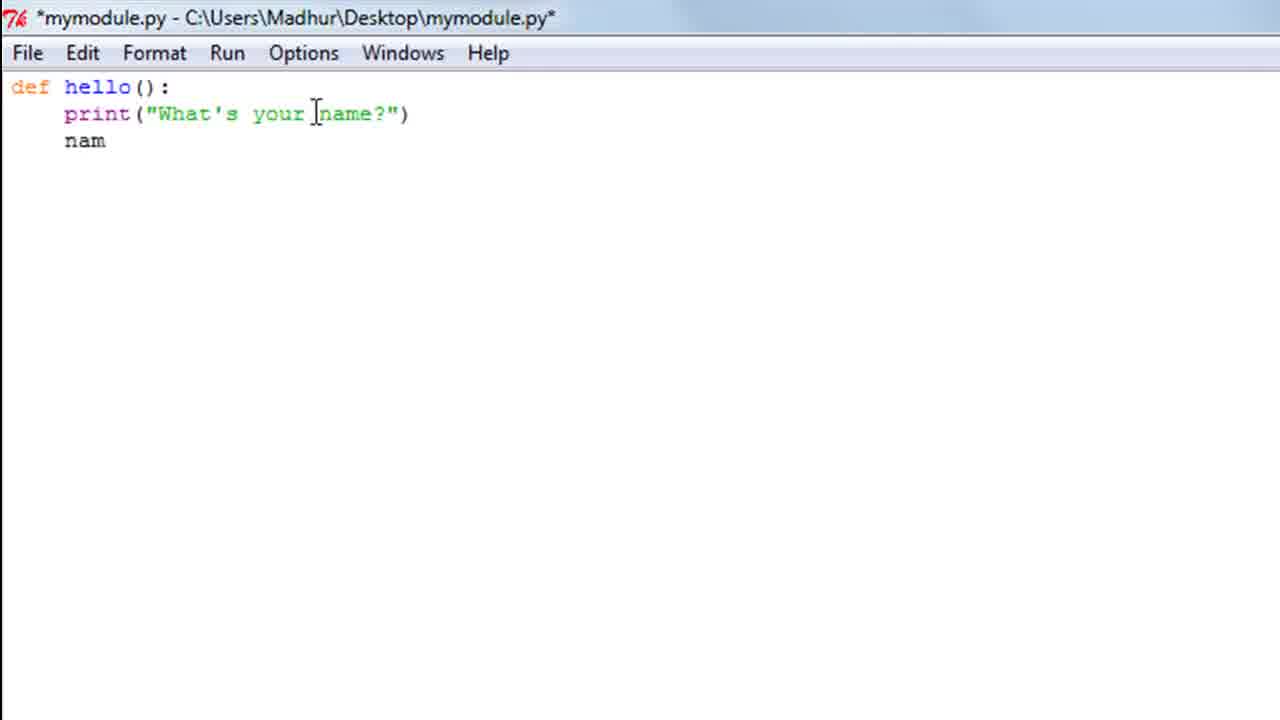 *mymodule.py - C:\Users\Madhur\Desktop\mymodule.py*
File Edit Format Run Options Windows Help
def hello():
    print("What's your name?")
    nam